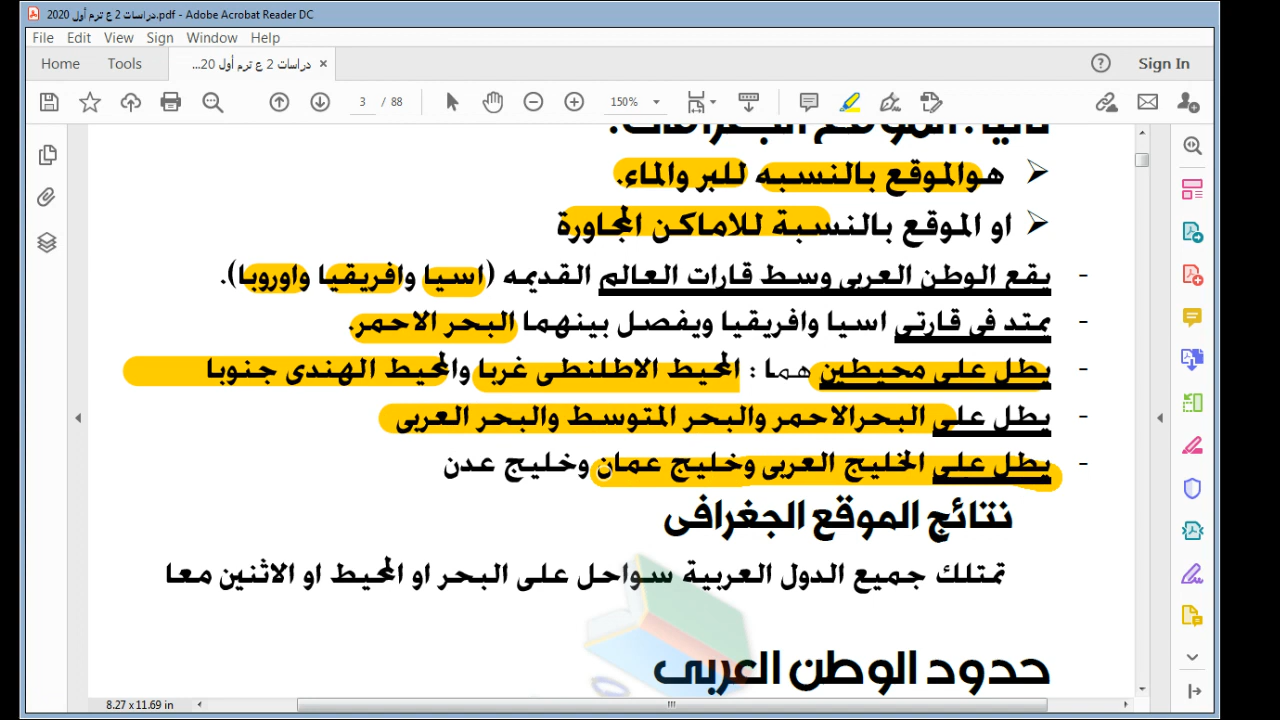 دراسات 2 ع ترم أول 2020.pdf - Adobe Acrobat Reader DC
File Edit View Sign Window Help
Home Tools دراسات 2 ع ترم أول 20... × Sign In
3 / 88 150%
ثانيا: الموقع الجغرافى:
هوالموقع بالنسبه للبر والماء.
او الموقع بالنسبة للاماكن المجاورة
- يقع الوطن العربى وسط قارات العالم القديمه (اسيا وافريقيا واوروبا).
- يمتد فى قارتى اسيا وافريقيا ويفصل بينهما البحر الاحمر.
- يطل على محيطين هما : المحيط الاطلنطى غربا والمحيط الهندى جنوبا
- يطل على البحرالاحمر والبحر المتوسط والبحر العربى
- يطل على الخليج العربى وخليج عمان وخليج عدن
نتائج الموقع الجغرافى
تمتلك جميع الدول العربية سواحل على البحر او المحيط او الاثنين معا
حدود الوطن العربى
8.27 x 11.69 in